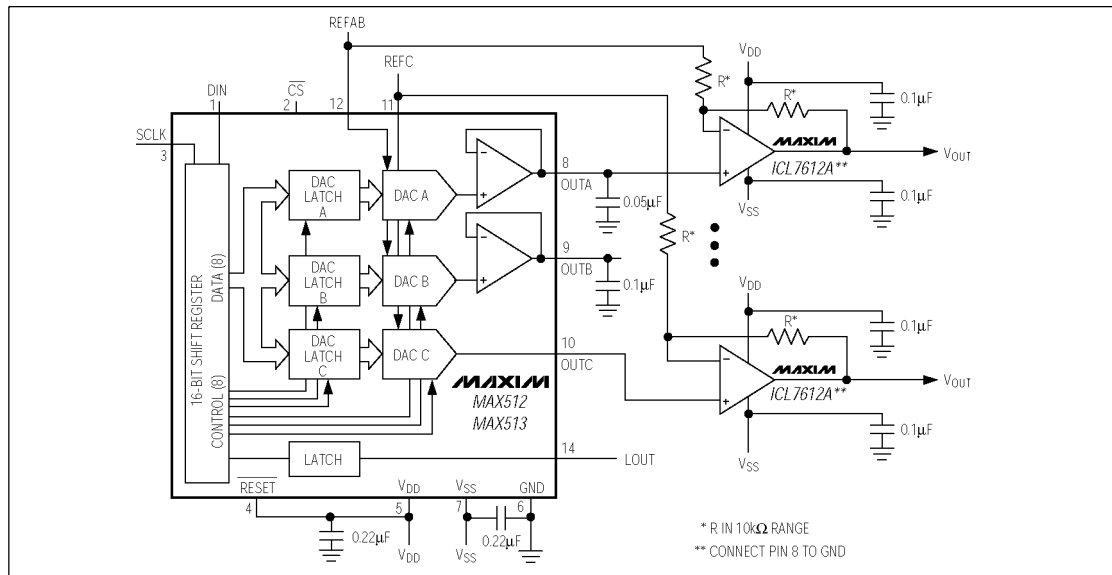 REFAB
REFC
DIN
1
CS
2
12
11
SCLK
3
16-BIT SHIFT REGISTER
DATA (8)
CONTROL (8)
DAC
LATCH
A
DAC A
DAC
LATCH
B
DAC B
DAC
LATCH
C
DAC C
LATCH
-
+
-
+
8
OUTA
0.05μF
9
OUTB
0.1μF
10
OUTC
MAXIM
MAX512
MAX513
14
LOUT
RESET
4
VDD
5
VSS
7
GND
6
0.22μF
VDD
VSS
0.22μF
R*
VDD
0.1μF
R*
-
+
MAXIM
ICL7612A**
VOUT
VSS
0.1μF
R*
VDD
0.1μF
R*
-
+
MAXIM
ICL7612A**
VOUT
VSS
0.1μF
* R IN 10kΩ RANGE
** CONNECT PIN 8 TO GND